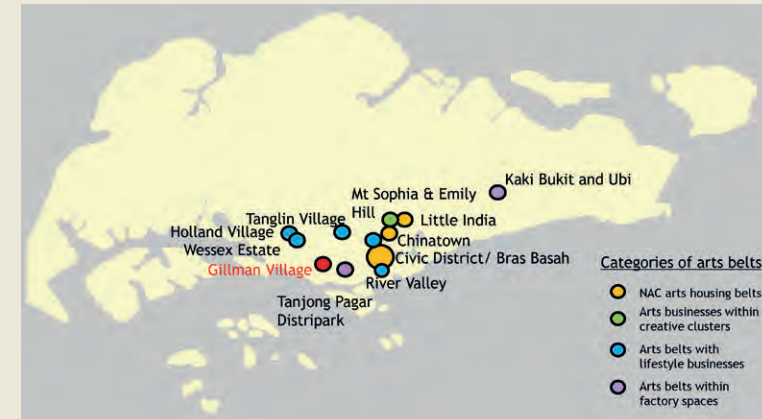 Kaki Bukit and Ubi
Mt Sophia & Emily
Hill
Little India
Tanglin Village
Holland Village
Chinatown
Wessex Estate
Civic District/ Bras Basah
Gillman Village
River Valley
Tanjong Pagar
Distripark
Categories of arts belts
NAC arts housing belts
Arts businesses within
creative clusters
Arts belts with
lifestyle businesses
Arts belts within
factory spaces